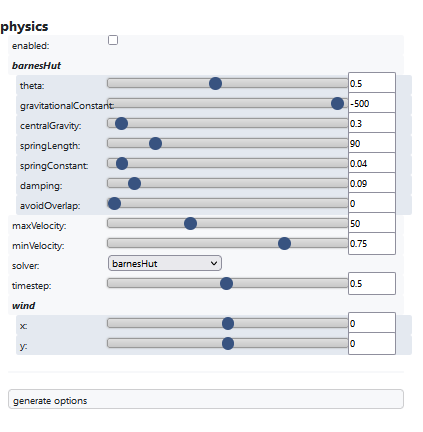 physics
enabled:
barnesHut
theta: 0.5
gravitationalConstant: -500
centralGravity: 0.3
springLength: 90
springConstant: 0.04
damping: 0.09
avoidOverlap: 0
maxVelocity: 50
minVelocity: 0.75
solver: barnesHut
timestep: 0.5
wind
x: 0
y: 0
generate options